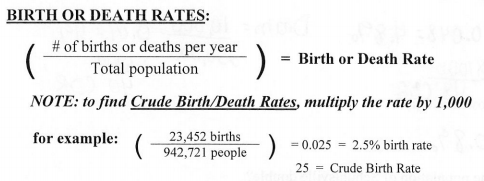 BIRTH OR DEATH RATES:
( # of births or deaths per year
Total population ) = Birth or Death Rate
NOTE: to find Crude Birth/Death Rates, multiply the rate by 1,000
for example: ( 23,452 births
942,721 people ) = 0.025 = 2.5% birth rate
25 = Crude Birth Rate